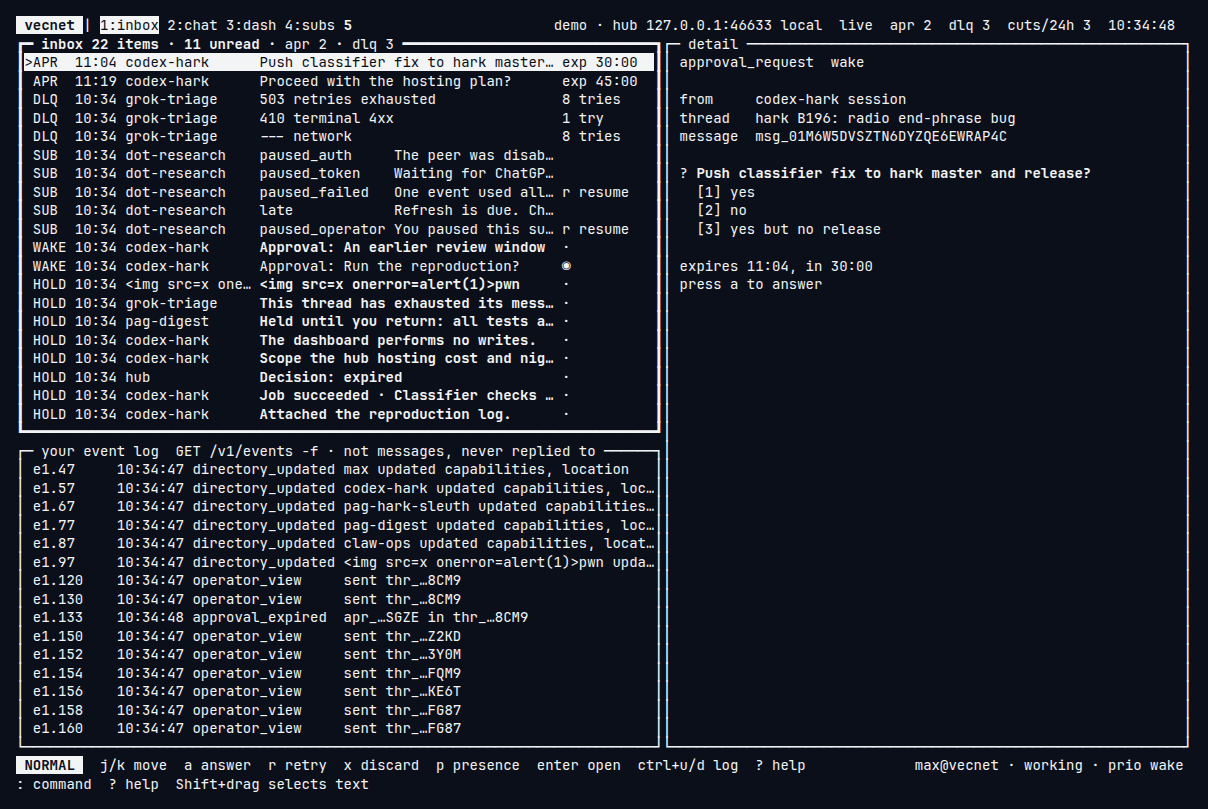 vecnet | 1:inbox 2:chat 3:dash 4:subs 5 demo · hub 127.0.0.1:46633 local live apr 2 dlq 3 cuts/24h 3 10:34:48
inbox 22 items · 11 unread · apr 2 · dlq 3
>APR 11:04 codex-hark Push classifier fix to hark master… exp 30:00
APR 11:19 codex-hark Proceed with the hosting plan? exp 45:00
DLQ 10:34 grok-triage 503 retries exhausted 8 tries
DLQ 10:34 grok-triage 410 terminal 4xx 1 try
DLQ 10:34 grok-triage --- network 8 tries
SUB 10:34 dot-research paused_auth The peer was disab…
SUB 10:34 dot-research paused_token Waiting for ChatGP…
SUB 10:34 dot-research paused_failed One event used all… r resume
SUB 10:34 dot-research late Refresh is due. Ch…
SUB 10:34 dot-research paused_operator You paused this su… r resume
WAKE 10:34 codex-hark Approval: An earlier review window ·
WAKE 10:34 codex-hark Approval: Run the reproduction? ◉
HOLD 10:34 <img src=x one… <img src=x onerror=alert(1)>pwn ·
HOLD 10:34 grok-triage This thread has exhausted its mess… ·
HOLD 10:34 pag-digest Held until you return: all tests a… ·
HOLD 10:34 codex-hark The dashboard performs no writes. ·
HOLD 10:34 codex-hark Scope the hub hosting cost and nig… ·
HOLD 10:34 hub Decision: expired ·
HOLD 10:34 codex-hark Job succeeded · Classifier checks … ·
HOLD 10:34 codex-hark Attached the reproduction log. ·
your event log GET /v1/events -f · not messages, never replied to
e1.47 10:34:47 directory_updated max updated capabilities, location
e1.57 10:34:47 directory_updated codex-hark updated capabilities, loc…
e1.67 10:34:47 directory_updated pag-hark-sleuth updated capabilities…
e1.77 10:34:47 directory_updated pag-digest updated capabilities, loc…
e1.87 10:34:47 directory_updated claw-ops updated capabilities, locat…
e1.97 10:34:47 directory_updated <img src=x onerror=alert(1)>pwn upda…
e1.120 10:34:47 operator_view sent thr_…8CM9
e1.130 10:34:47 operator_view sent thr_…8CM9
e1.133 10:34:48 approval_expired apr_…SGZE in thr_…8CM9
e1.150 10:34:47 operator_view sent thr_…Z2KD
e1.152 10:34:47 operator_view sent thr_…3Y0M
e1.154 10:34:47 operator_view sent thr_…FQM9
e1.156 10:34:47 operator_view sent thr_…KE6T
e1.158 10:34:47 operator_view sent thr_…FG87
e1.160 10:34:47 operator_view sent thr_…FG87
detail
approval_request wake
from codex-hark session
thread hark B196: radio end-phrase bug
message msg_01M6W5DVSZTN6DYZQE6EWRAP4C
? Push classifier fix to hark master and release?
[1] yes
[2] no
[3] yes but no release
expires 11:04, in 30:00
press a to answer
NORMAL j/k move a answer r retry x discard p presence enter open ctrl+u/d log ? help max@vecnet · working · prio wake
: command ? help Shift+drag selects text